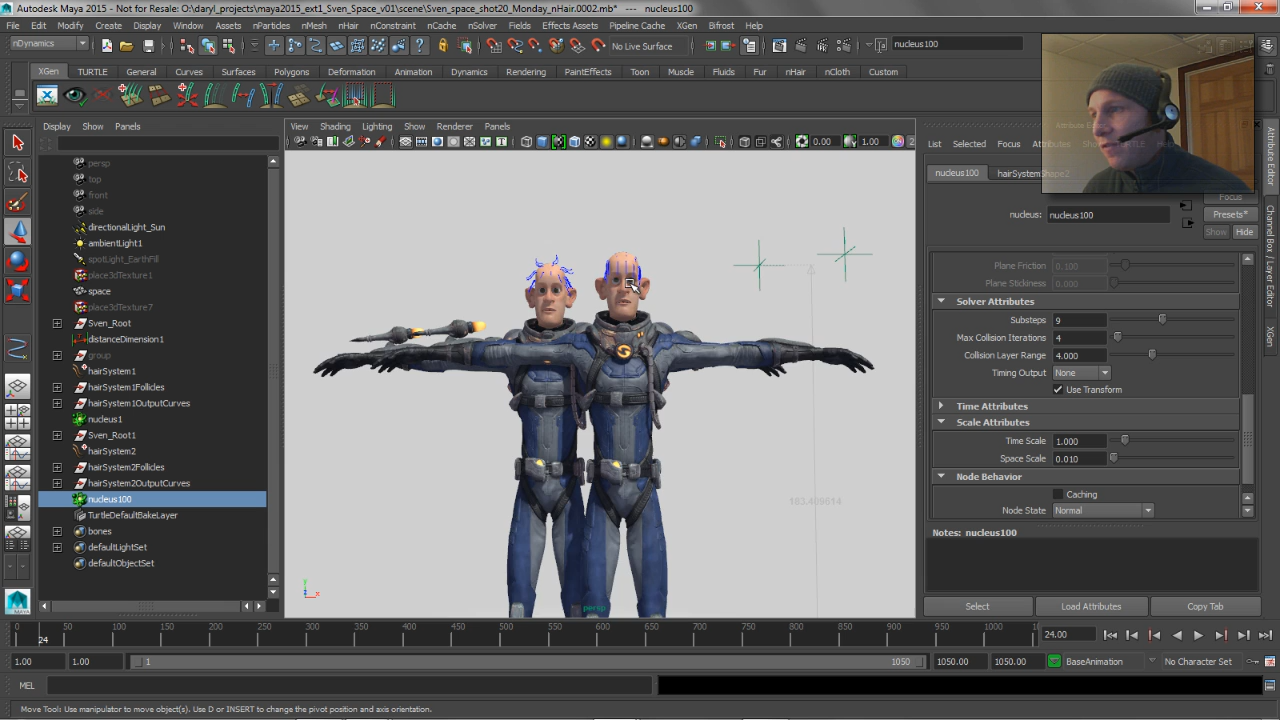 Autodesk Maya 2015 - Not for Resale: O:\daryl_projects\maya2015_ext1_Sven_Space_v01\scene\Sven_space_shot20_Monday_nHair.0002.mb* --- nucleus100
File Edit Modify Create Display Window Assets nParticles nMesh nHair nConstraint nCache nSolver Fields Effects Assets Pipeline Cache XGen Bifrost Help
nDynamics No Live Surface nucleus100
XGen TURTLE General Curves Surfaces Polygons Deformation Animation Dynamics Rendering PaintEffects Toon Muscle Fluids Fur nHair nCloth Custom
Display Show Panels
View Shading Lighting Show Renderer Panels
0.00 1.00
persp
top
front
side
directionalLight_Sun
ambientLight1
spotLight_EarthFill
place3dTexture1
space
place3dTexture7
Sven_Root
distanceDimension1
group
hairSystem1
hairSystem1Follicles
hairSystem1OutputCurves
nucleus1
Sven_Root1
hairSystem2
hairSystem2Follicles
hairSystem2OutputCurves
nucleus100
TurtleDefaultBakeLayer
bones
defaultLightSet
defaultObjectSet
persp
List Selected Focus Attributes
nucleus100 hairSystemShape2
Focus
nucleus: nucleus100 Presets*
Show Hide
Plane Friction 0.100
Plane Stickiness 0.000
Solver Attributes
Substeps 9
Max Collision Iterations 4
Collision Layer Range 4.000
Timing Output None
Use Transform
Time Attributes
Scale Attributes
Time Scale 1.000
Space Scale 0.010
Node Behavior
Caching
Node State Normal
Notes: nucleus100
Select Load Attributes Copy Tab
Attribute Editor
Channel Box / Layer Editor
XGen
0 50 100 150 200 250 300 350 400 450 500 550 600 650 700 750 800 850 900 950 24.00
24
1.00 1.00 1 1050 1050.00 1050.00 BaseAnimation No Character Set
MEL
Move Tool: Use manipulator to move object(s). Use D or INSERT to change the pivot position and axis orientation.